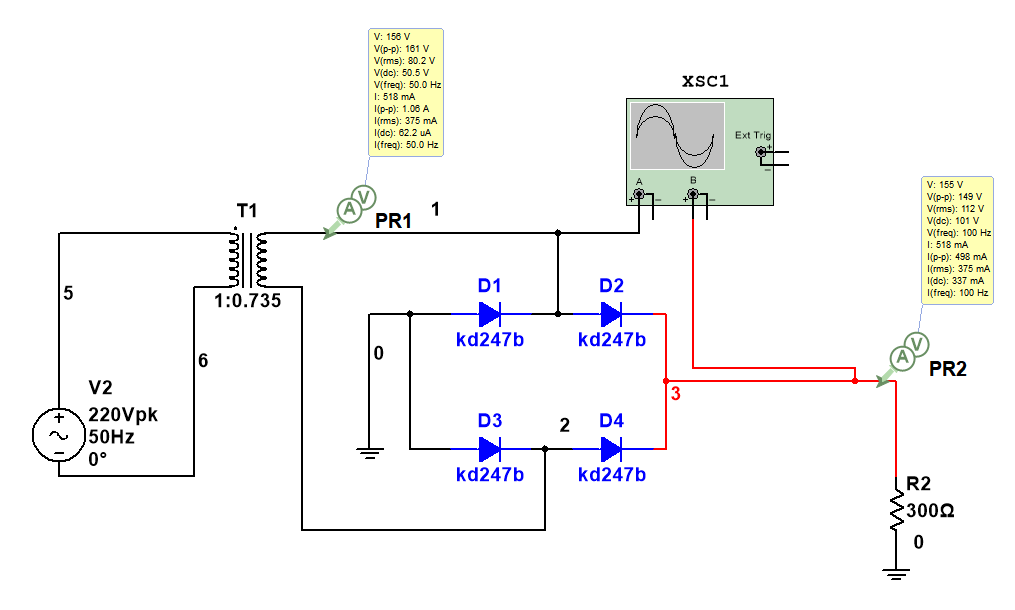 V: 156 V
V(p-p): 161 V
V(rms): 80.2 V
V(dc): 50.5 V
V(freq): 50.0 Hz
I: 518 mA
I(p-p): 1.06 A
I(rms): 375 mA
I(dc): 62.2 uA
I(freq): 50.0 Hz
XSC1
Ext Trig
+
−
A
B
+
−
+
−
V: 155 V
V(p-p): 149 V
V(rms): 112 V
V(dc): 101 V
V(freq): 100 Hz
I: 518 mA
I(p-p): 498 mA
I(rms): 375 mA
I(dc): 337 mA
I(freq): 100 Hz
A V
PR1
1
T1
1:0.735
5
6
V2
220Vpk
50Hz
0°
+
−
D1
kd247b
D2
kd247b
0
A V
PR2
3
D3
kd247b
2
D4
kd247b
R2
300Ω
0